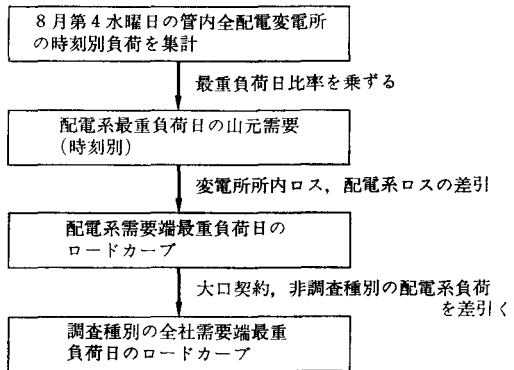 8月第4水曜日の管内全配電変電所
の時刻別負荷を集計
最重負荷日比率を乗ずる
配電系最重負荷日の山元需要
(時刻別)
変電所所内ロス，配電系ロスの差引
配電系需要端最重負荷日の
ロードカーブ
大口契約，非調査種別の配電系負荷
を差引く
調査種別の全社需要端最重
負荷日のロードカーブ